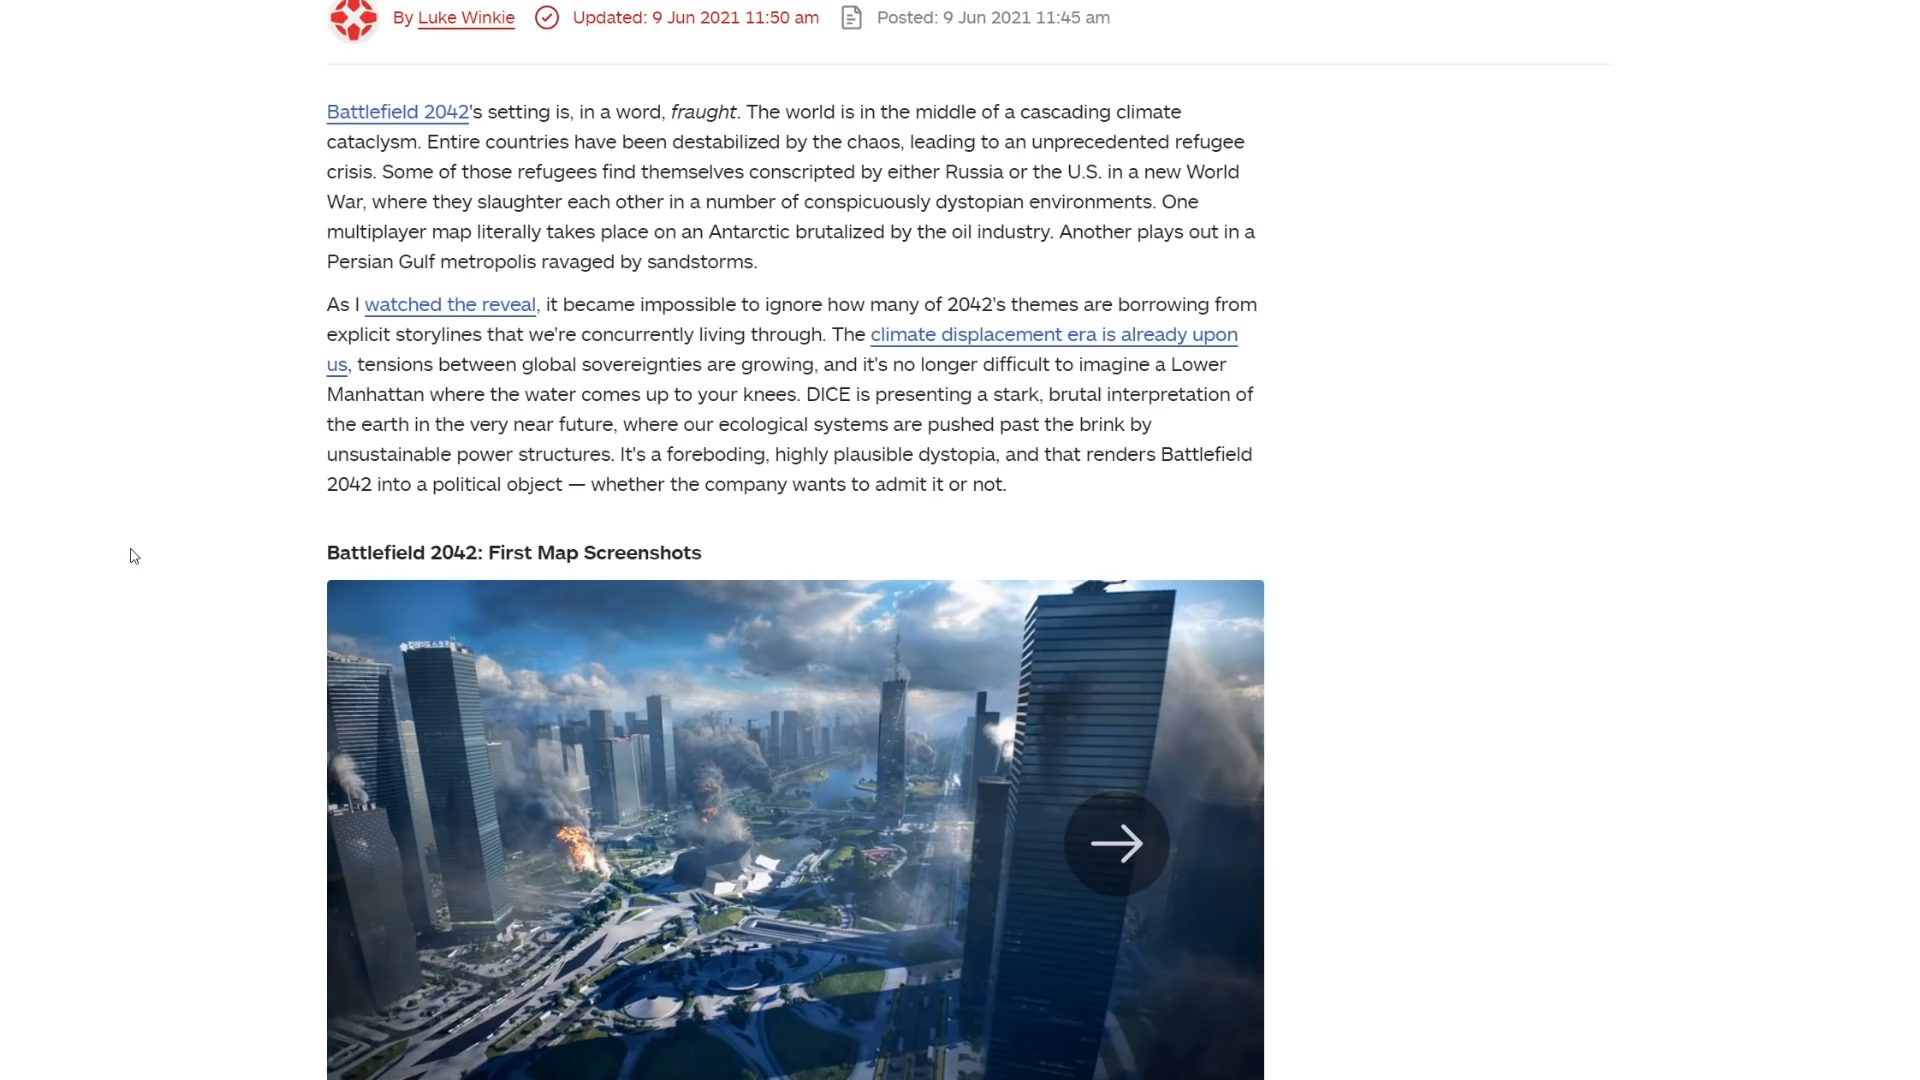 By Luke Winkie Updated: 9 Jun 2021 11:50 am Posted: 9 Jun 2021 11:45 am
Battlefield 2042's setting is, in a word, fraught. The world is in the middle of a cascading climate
cataclysm. Entire countries have been destabilized by the chaos, leading to an unprecedented refugee
crisis. Some of those refugees find themselves conscripted by either Russia or the U.S. in a new World
War, where they slaughter each other in a number of conspicuously dystopian environments. One
multiplayer map literally takes place on an Antarctic brutalized by the oil industry. Another plays out in a
Persian Gulf metropolis ravaged by sandstorms.
As I watched the reveal, it became impossible to ignore how many of 2042's themes are borrowing from
explicit storylines that we're concurrently living through. The climate displacement era is already upon
us, tensions between global sovereignties are growing, and it's no longer difficult to imagine a Lower
Manhattan where the water comes up to your knees. DICE is presenting a stark, brutal interpretation of
the earth in the very near future, where our ecological systems are pushed past the brink by
unsustainable power structures. It's a foreboding, highly plausible dystopia, and that renders Battlefield
2042 into a political object — whether the company wants to admit it or not.
Battlefield 2042: First Map Screenshots